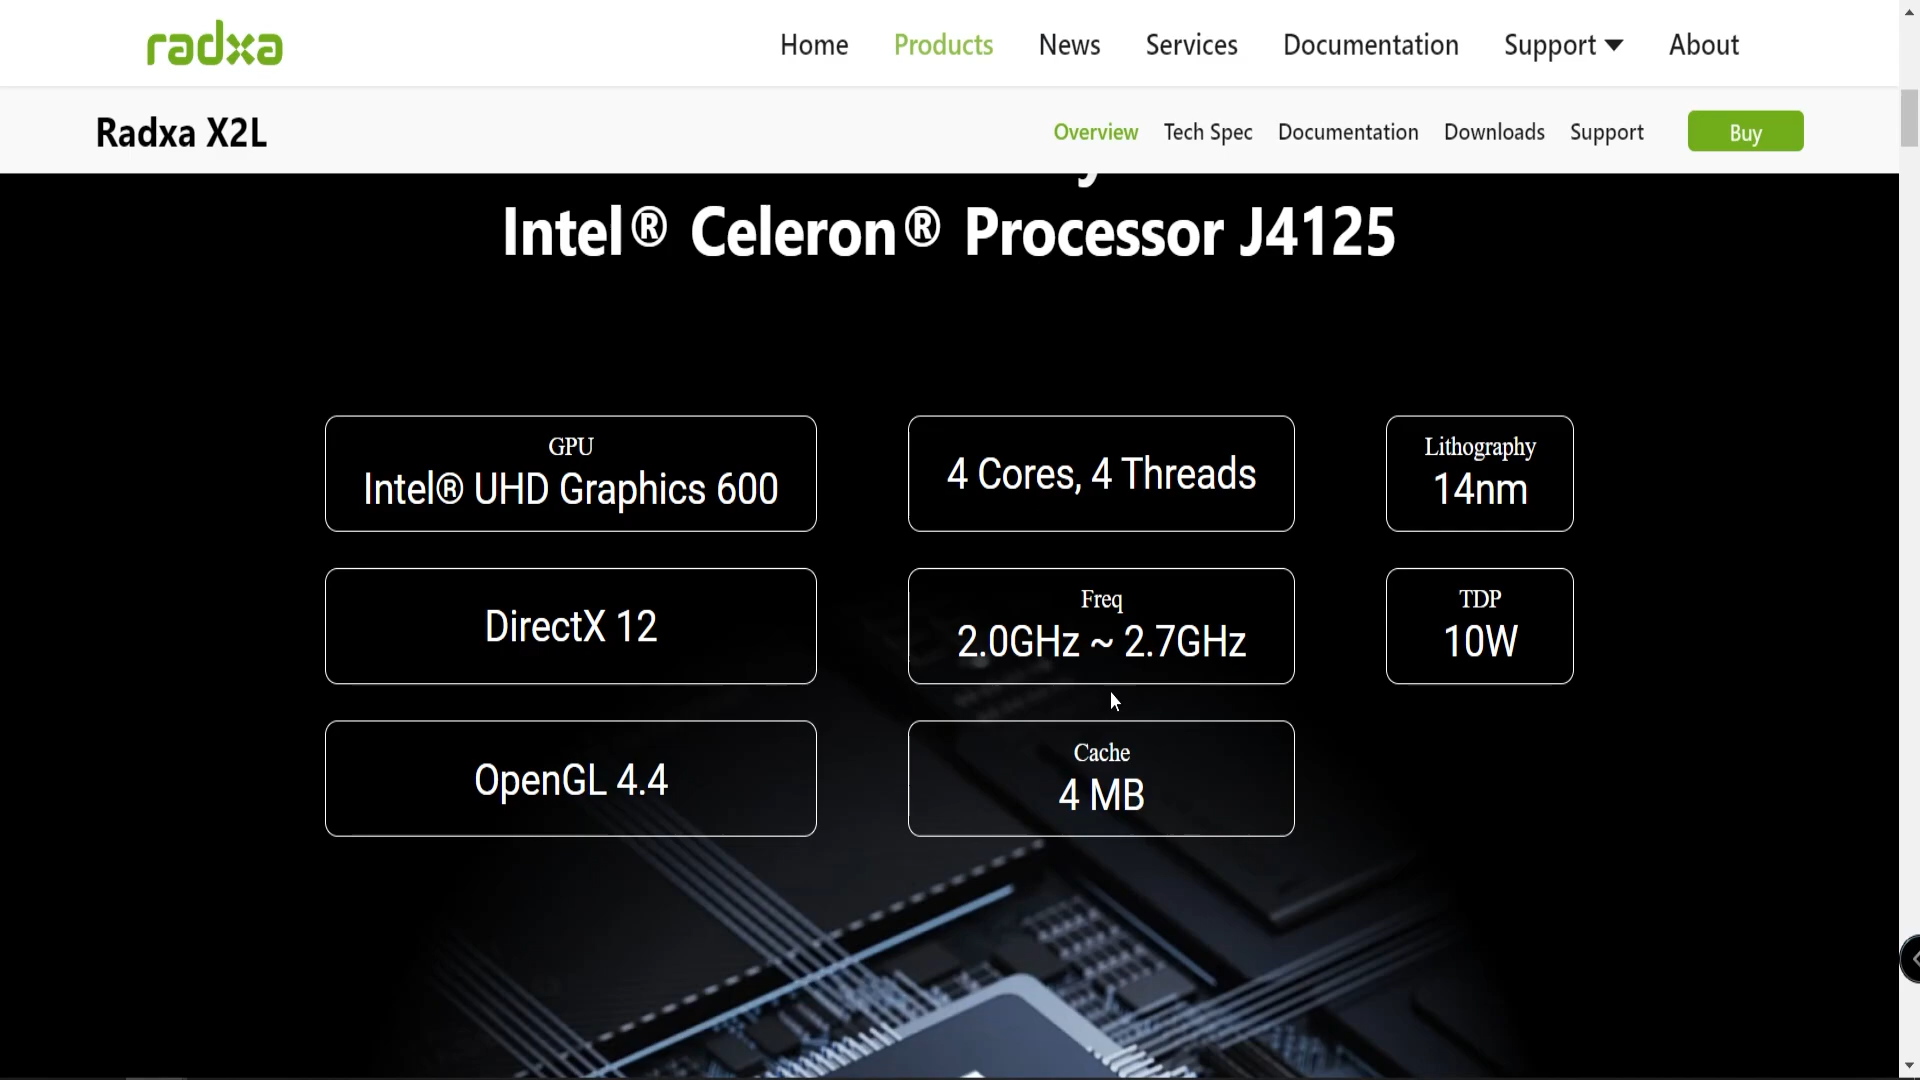 radxa
Home Products News Services Documentation Support About
Radxa X2L
Overview Tech Spec Documentation Downloads Support Buy
Intel® Celeron® Processor J4125
GPU
Intel® UHD Graphics 600
4 Cores, 4 Threads
Lithography
14nm
DirectX 12
Freq
2.0GHz ~ 2.7GHz
TDP
10W
OpenGL 4.4
Cache
4 MB